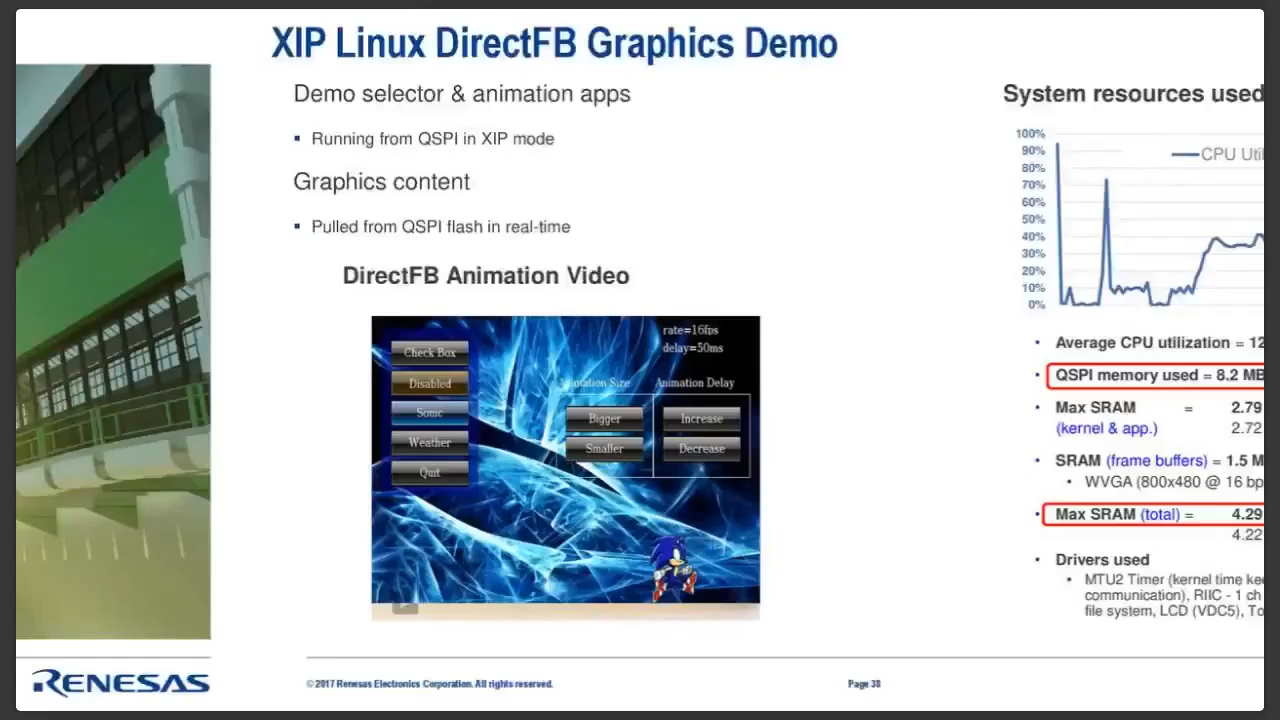 XIP Linux DirectFB Graphics Demo
Demo selector & animation apps
▪ Running from QSPI in XIP mode
Graphics content
▪ Pulled from QSPI flash in real-time
DirectFB Animation Video
rate=16fps
delay=50ms
Check Box
Disabled
Sonic
Weather
Quit
Animation Size
Bigger
Smaller
Animation Delay
Increase
Decrease
System resources used
100%
90%
80%
70%
60%
50%
40%
30%
20%
10%
0%
CPU Util
• Average CPU utilization = 12
• QSPI memory used = 8.2 MB
• Max SRAM = 2.79
(kernel & app.) 2.72
• SRAM (frame buffers) = 1.5 M
• WVGA (800x480 @ 16 bp
• Max SRAM (total) = 4.29
4.22
• Drivers used
• MTU2 Timer (kernel time kee
communication), RIIC - 1 ch
file system, LCD (VDC5), To
RENESAS
© 2017 Renesas Electronics Corporation. All rights reserved.
Page 38